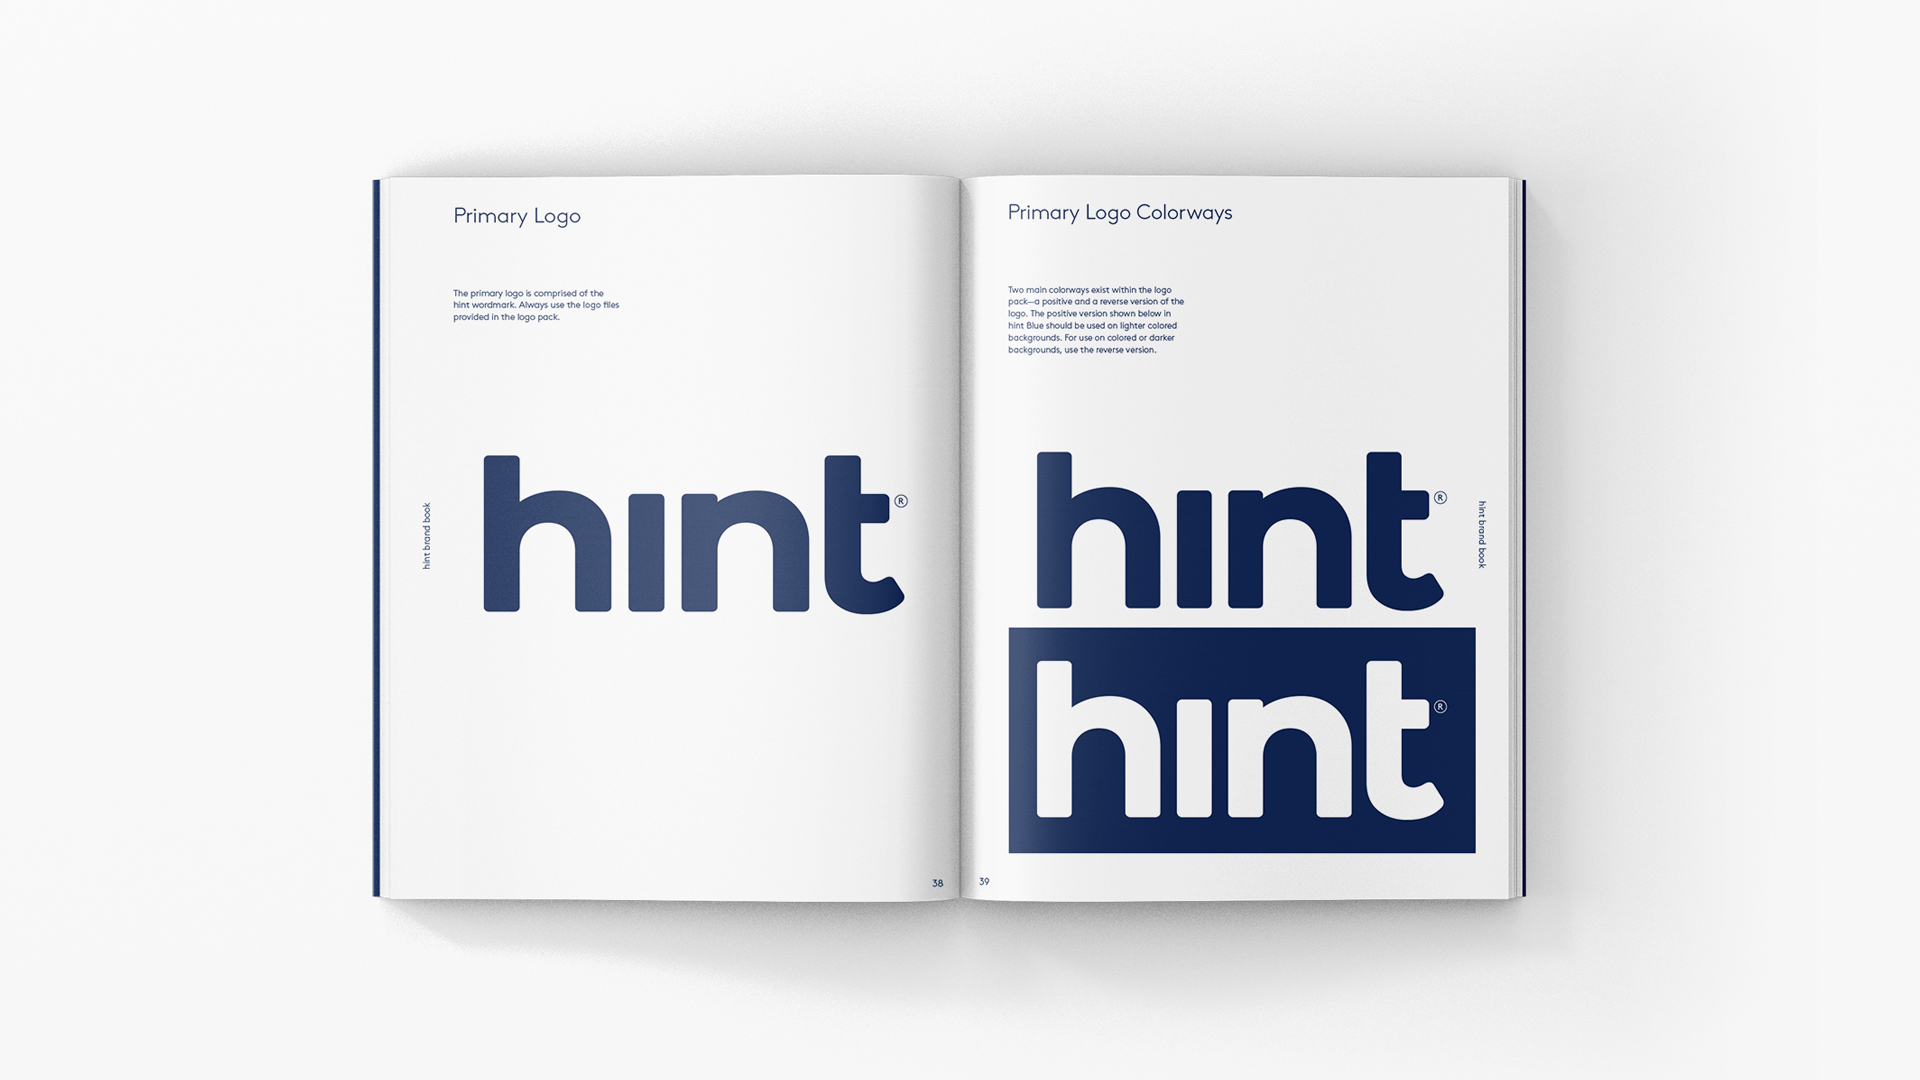 Primary Logo
The primary logo is comprised of the
hint wordmark. Always use the logo files
provided in the logo pack.
hint brand book
hınt®
38
Primary Logo Colorways
Two main colorways exist within the logo
pack—a positive and a reverse version of the
logo. The positive version shown below in
hint Blue should be used on lighter colored
backgrounds. For use on colored or darker
backgrounds, use the reverse version.
hınt®
hint brand book
hınt®
39